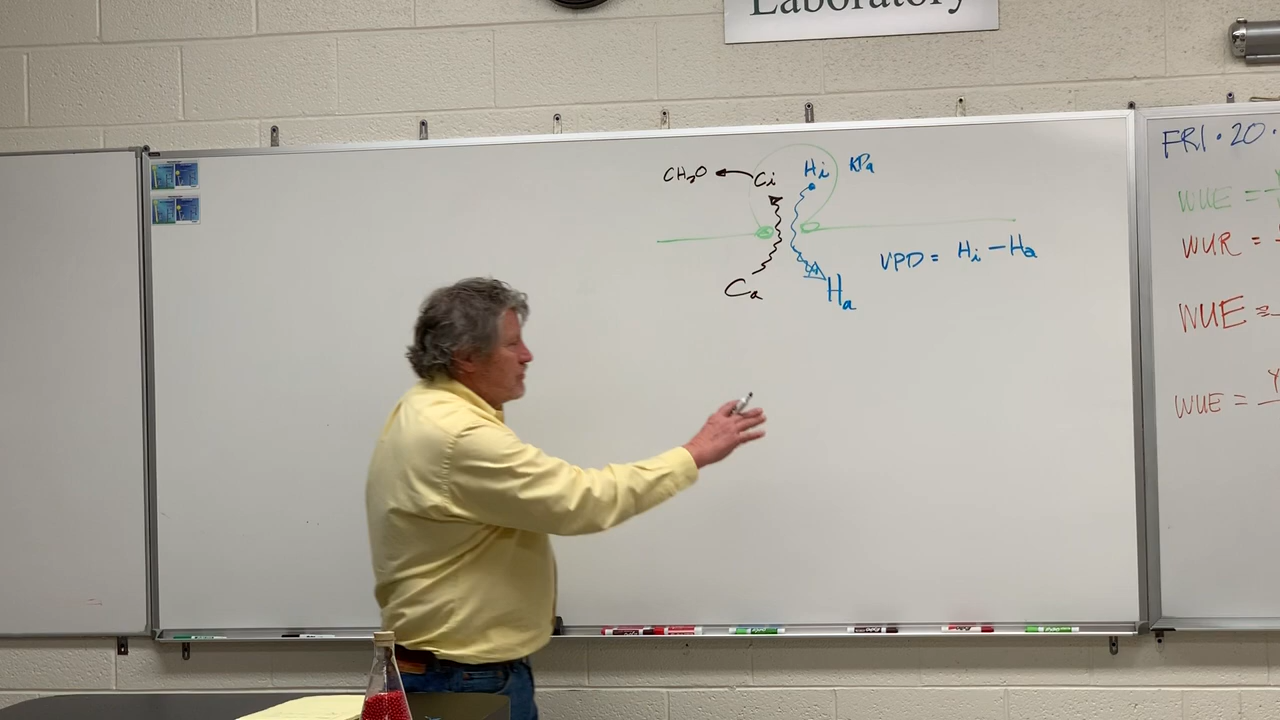 Laboratory
CH2O ← Ci Hi KPa
VPD = Hi - Ha
Ca Ha
FRI · 20 ·
WUE =
WUR =
WUE =
WUE = Y